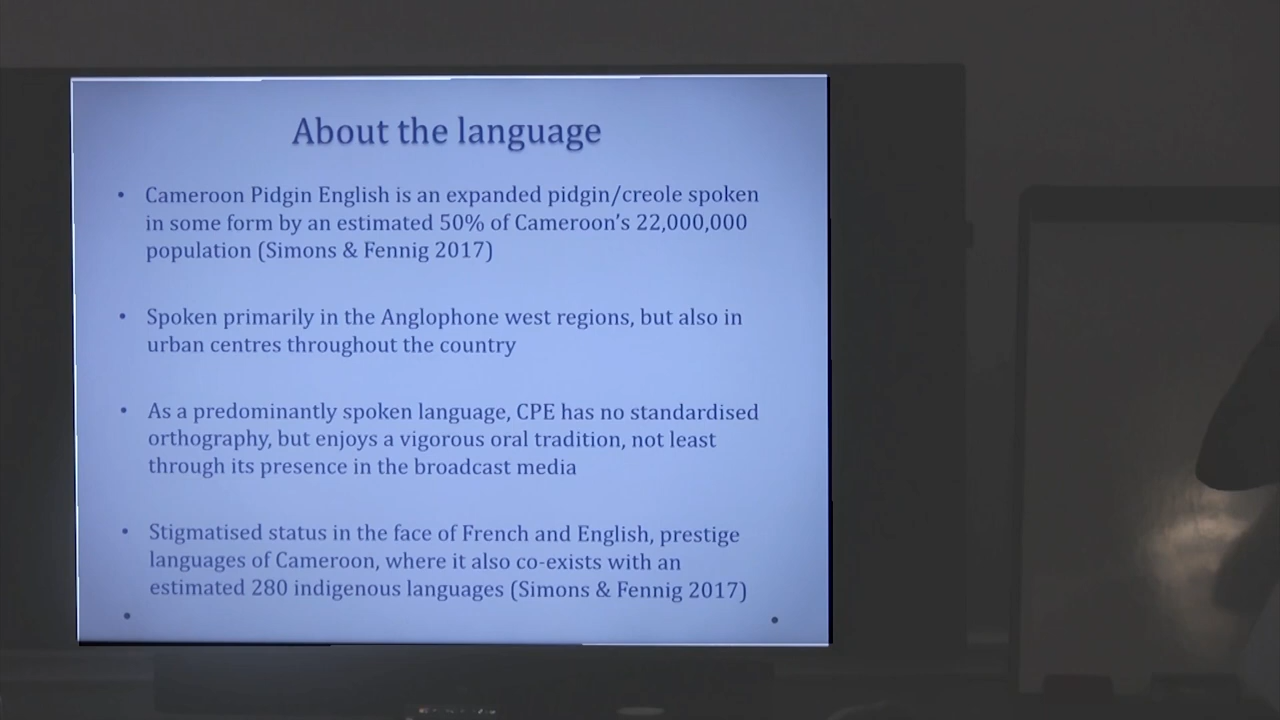 About the language
• Cameroon Pidgin English is an expanded pidgin/creole spoken
in some form by an estimated 50% of Cameroon's 22,000,000
population (Simons & Fennig 2017)
• Spoken primarily in the Anglophone west regions, but also in
urban centres throughout the country
• As a predominantly spoken language, CPE has no standardised
orthography, but enjoys a vigorous oral tradition, not least
through its presence in the broadcast media
• Stigmatised status in the face of French and English, prestige
languages of Cameroon, where it also co-exists with an
estimated 280 indigenous languages (Simons & Fennig 2017)